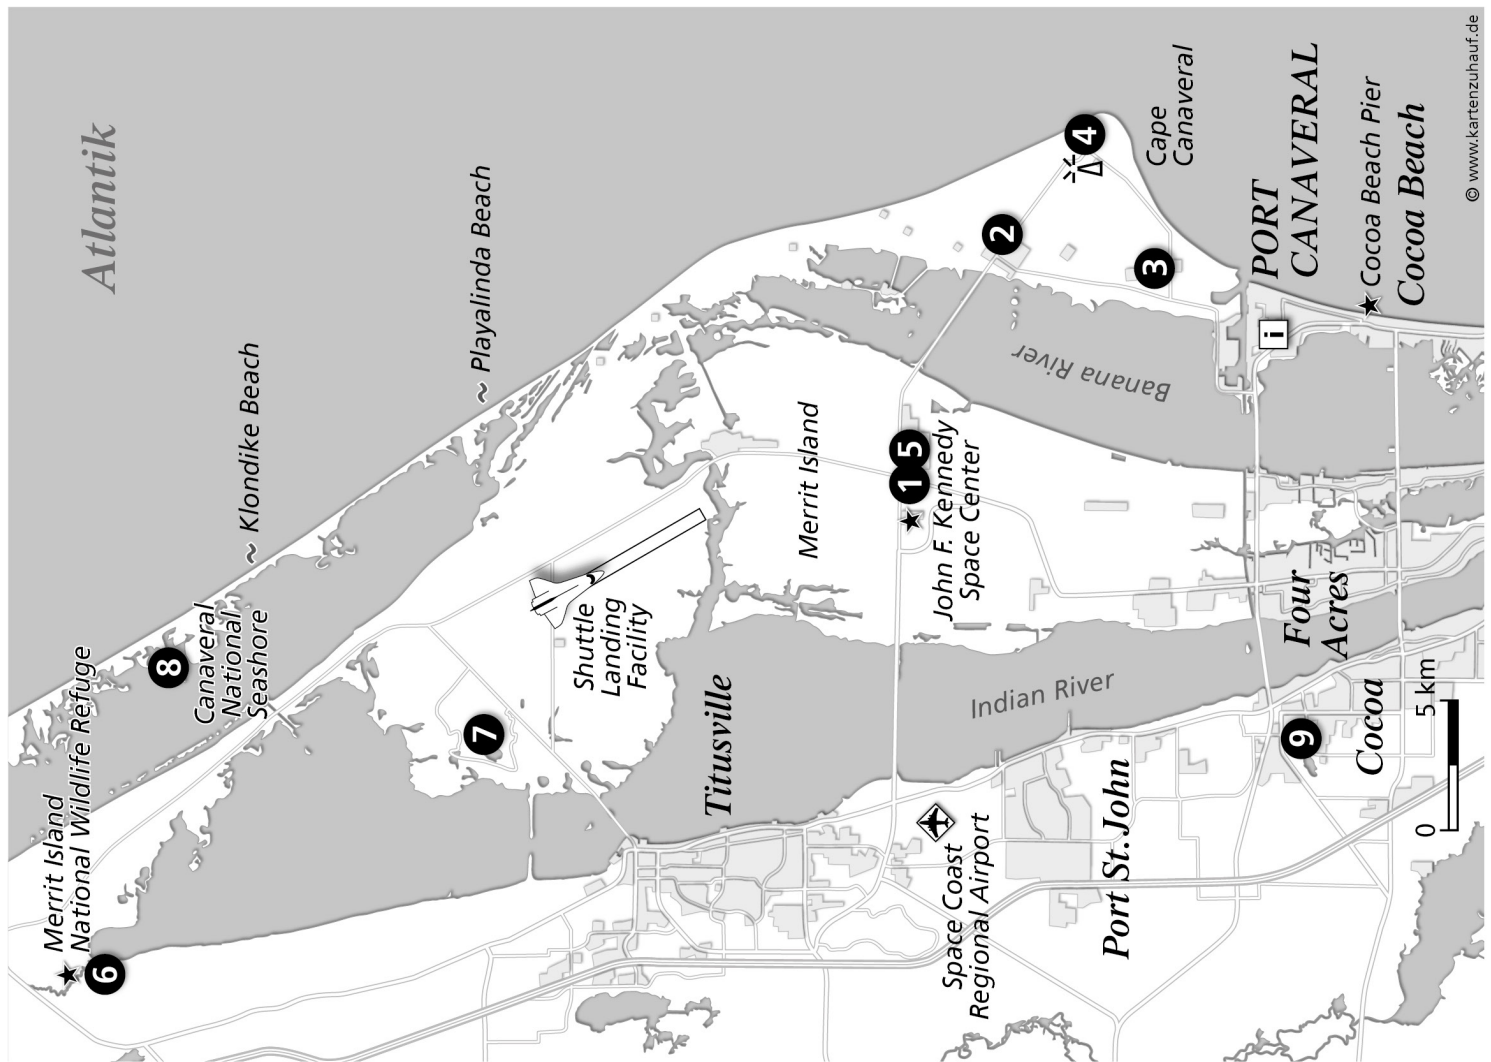 Merrit Island
National Wildlife Refuge
6
Atlantik
8
Canaveral
National
Seashore
~ Klondike Beach
~ Playalinda Beach
7
Shuttle
Landing
Facility
Titusville
Merrit Island
1 5
John F. Kennedy
Space Center
Space Coast
Regional Airport
2
Indian River
Banana River
4
Port St.John
3
Cape
Canaveral
PORT
CANAVERAL
i
Four
Acres
9
Cocoa
Cocoa Beach Pier
Cocoa Beach
0 5 km
© www.kartenzuhauf.de